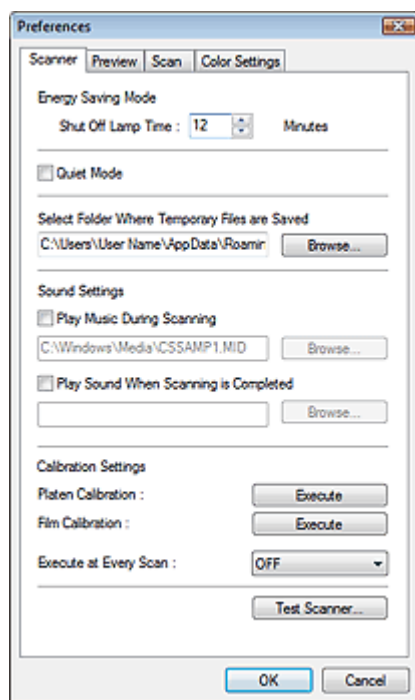 Preferences
Scanner Preview Scan Color Settings
Energy Saving Mode
Shut Off Lamp Time : 12 Minutes
Quiet Mode
Select Folder Where Temporary Files are Saved
C:\Users\User Name\AppData\Roamir Browse...
Sound Settings
Play Music During Scanning
C:\Windows\Media\CSSAMP1.MID Browse...
Play Sound When Scanning is Completed
Browse...
Calibration Settings
Platen Calibration : Execute
Film Calibration : Execute
Execute at Every Scan : OFF
Test Scanner...
OK Cancel